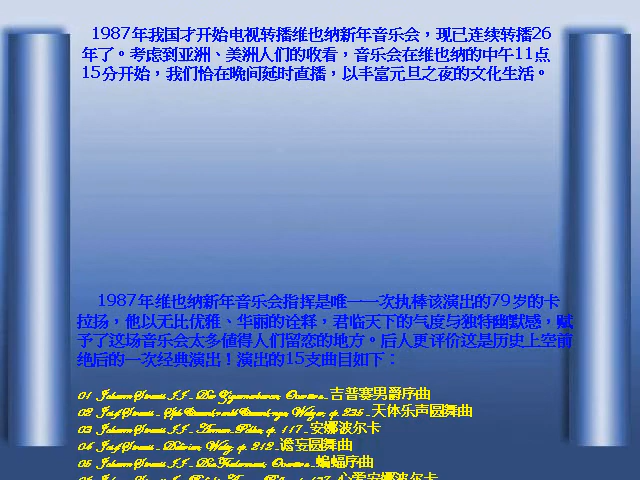 1987年我国才开始电视转播维也纳新年音乐会，现已连续转播26
年了。考虑到亚洲、美洲人们的收看，音乐会在维也纳的中午11点
15分开始，我们恰在晚间延时直播，以丰富元旦之夜的文化生活。
1987年维也纳新年音乐会指挥是唯一一次执棒该演出的79岁的卡
拉扬，他以无比优雅、华丽的诠释，君临天下的气度与独特幽默感，赋
予了这场音乐会太多值得人们留恋的地方。后人更评价这是历史上空前
绝后的一次经典演出！演出的15支曲目如下：
01 Johann Strauss II - Der Zigeunerbaron, Overture - 吉普赛男爵序曲
02 Josef Strauss - Walzer, op. 235 - 天体乐声圆舞曲
03 Johann Strauss II - Annen-Polka, op. 117 - 安娜波尔卡
04 Josef Strauss - Delirien, Walzer, op. 212 - 谵妄圆舞曲
05 Johann Strauss II - Die Fledermaus, Overture - 蝙蝠序曲
心爱安娜波尔卡